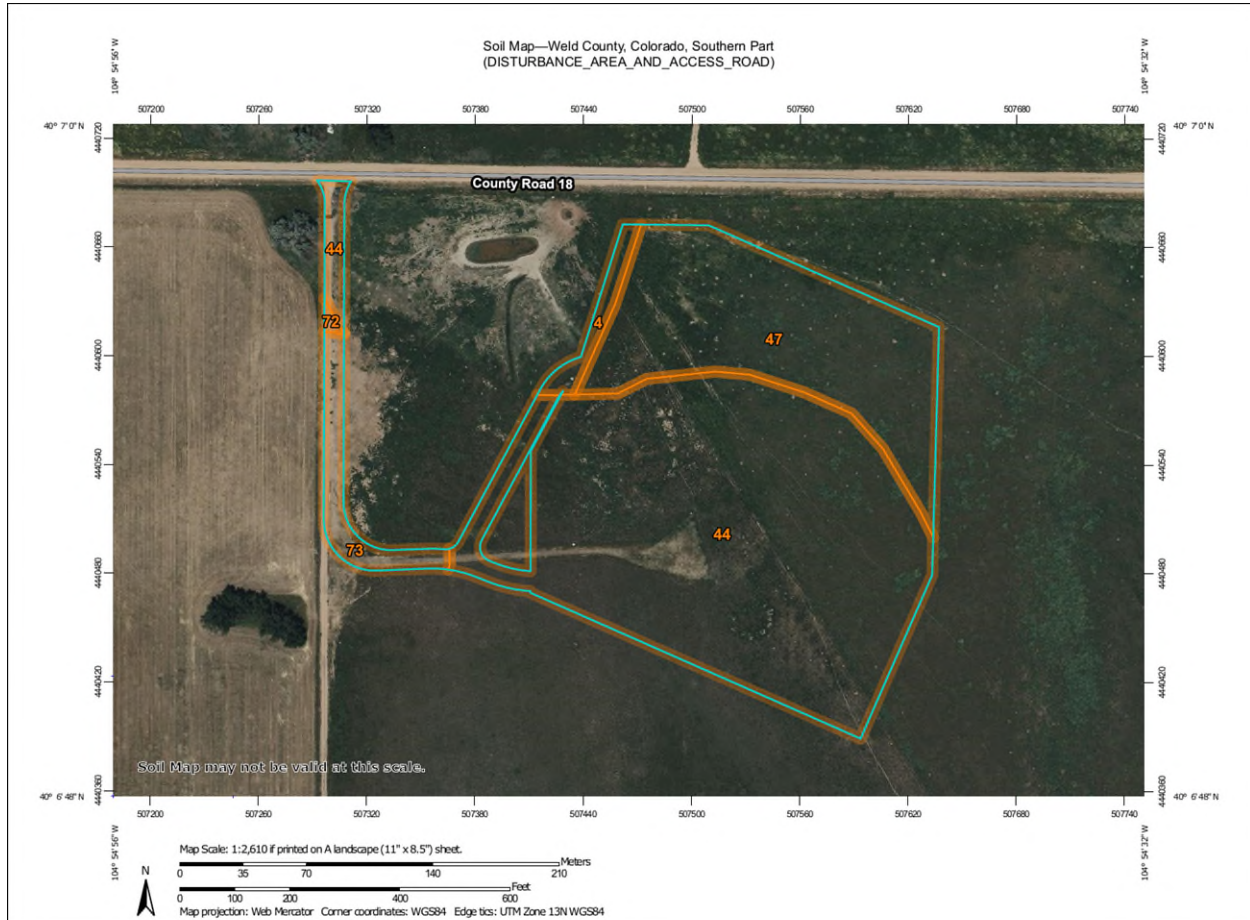 Soil Map—Weld County, Colorado, Southern Part
(DISTURBANCE_AREA_AND_ACCESS_ROAD)
104° 54' 56'' W
104° 54' 32'' W
507200 507260 507320 507380 507440 507500 507560 507620 507680 507740
40° 7' 0'' N
40° 7' 0'' N
4440720
4440720
County Road 18
44
4440660
4440660
72
4
47
4440600
4440600
4440540
4440540
44
73
4440480
4440480
4440420
4440420
Soil Map may not be valid at this scale.
4440360
4440360
40° 6' 48'' N
40° 6' 48'' N
507200 507260 507320 507380 507440 507500 507560 507620 507680 507740
104° 54' 56'' W
104° 54' 32'' W
Map Scale: 1:2,610 if printed on A landscape (11" x 8.5") sheet.
Meters
0 35 70 140 210
Feet
0 100 200 400 600
N
Map projection: Web Mercator Corner coordinates: WGS84 Edge tics: UTM Zone 13N WGS84